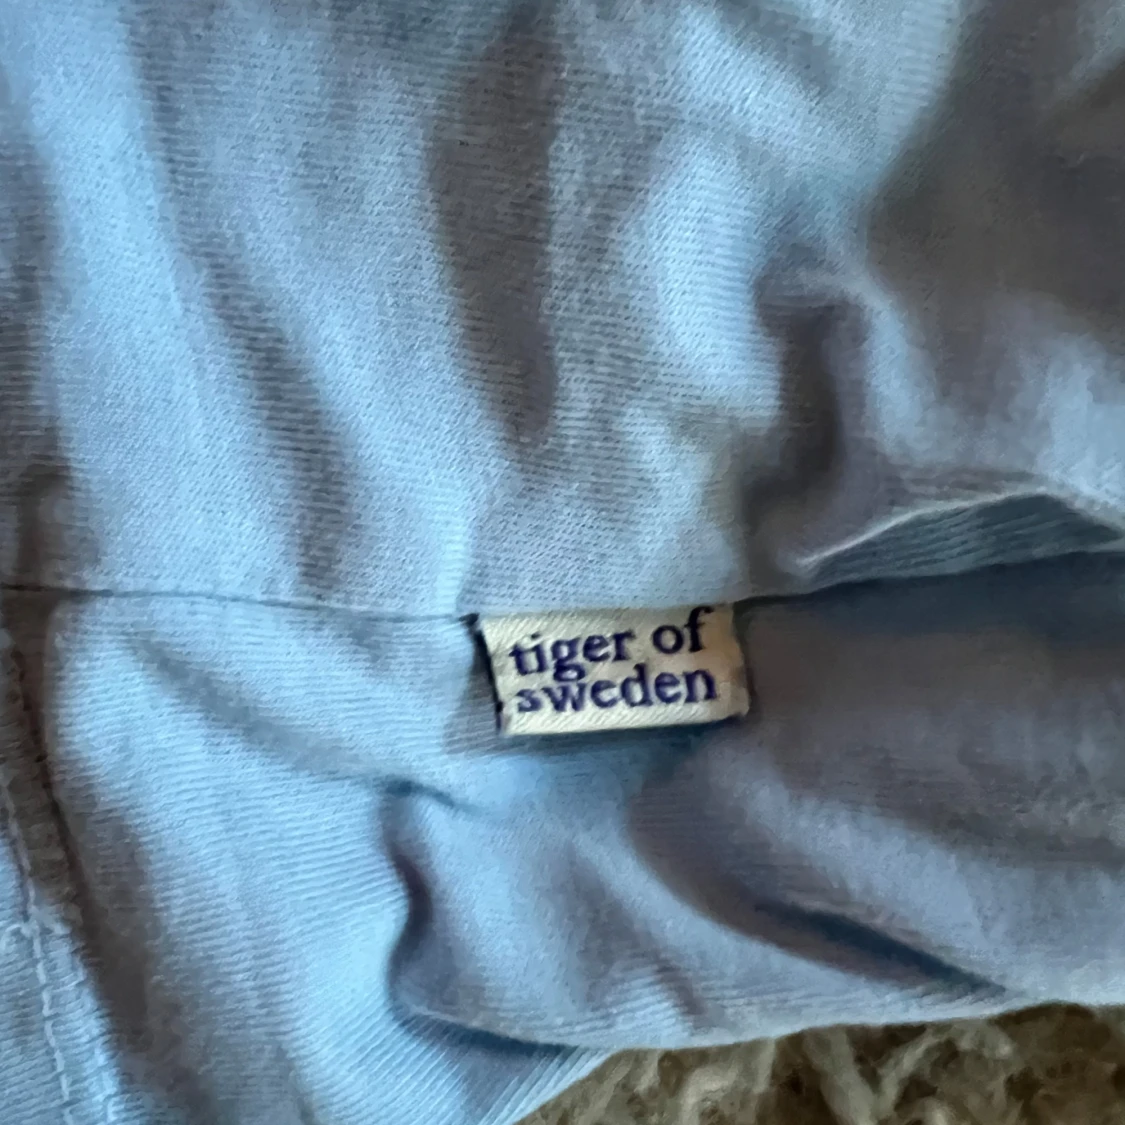 tiger of
sweden